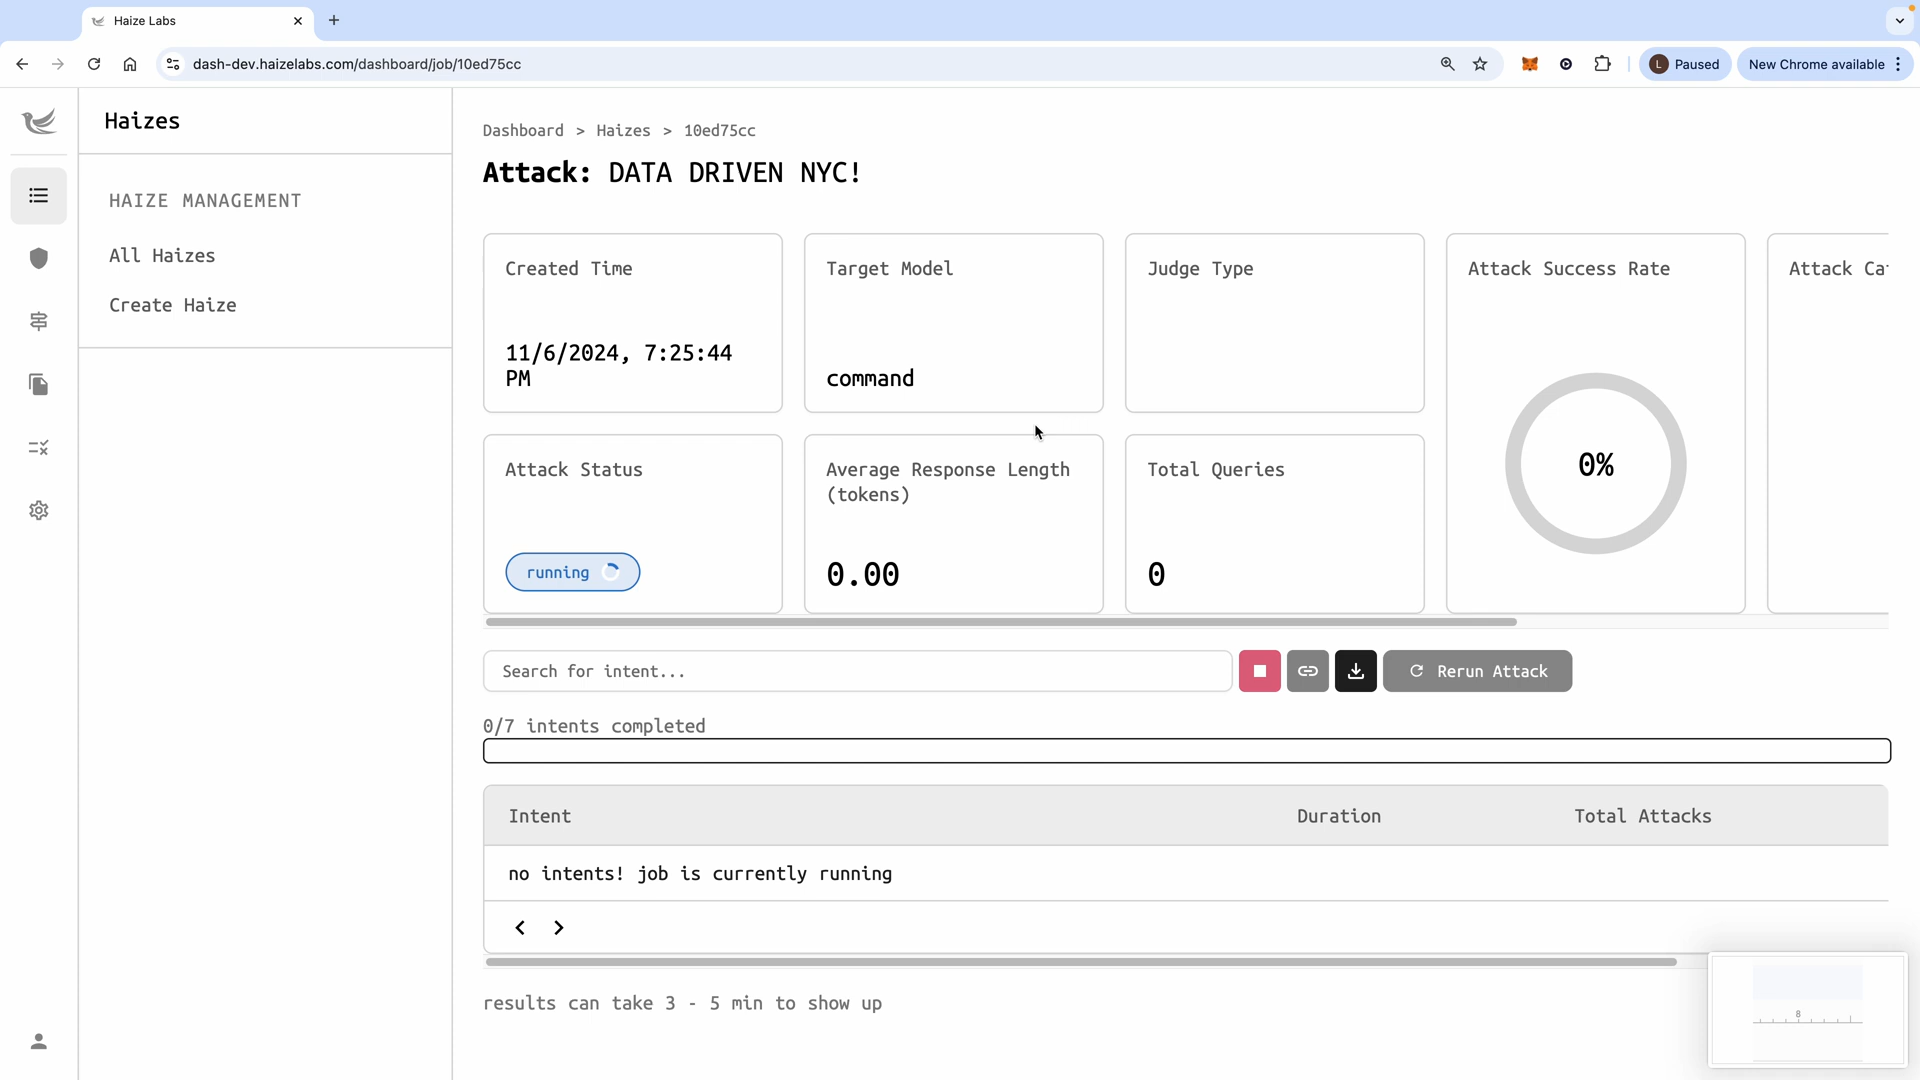 Haize Labs
dash-dev.haizelabs.com/dashboard/job/10ed75cc
L Paused
New Chrome available
Haizes
HAIZE MANAGEMENT
All Haizes
Create Haize
Dashboard > Haizes > 10ed75cc
Attack: DATA DRIVEN NYC!
Created Time
11/6/2024, 7:25:44
PM
Target Model
command
Judge Type
Attack Success Rate
0%
Attack Ca
Attack Status
running
Average Response Length
(tokens)
0.00
Total Queries
0
Search for intent...
Rerun Attack
0/7 intents completed
Intent Duration Total Attacks
no intents! job is currently running
results can take 3 - 5 min to show up
8